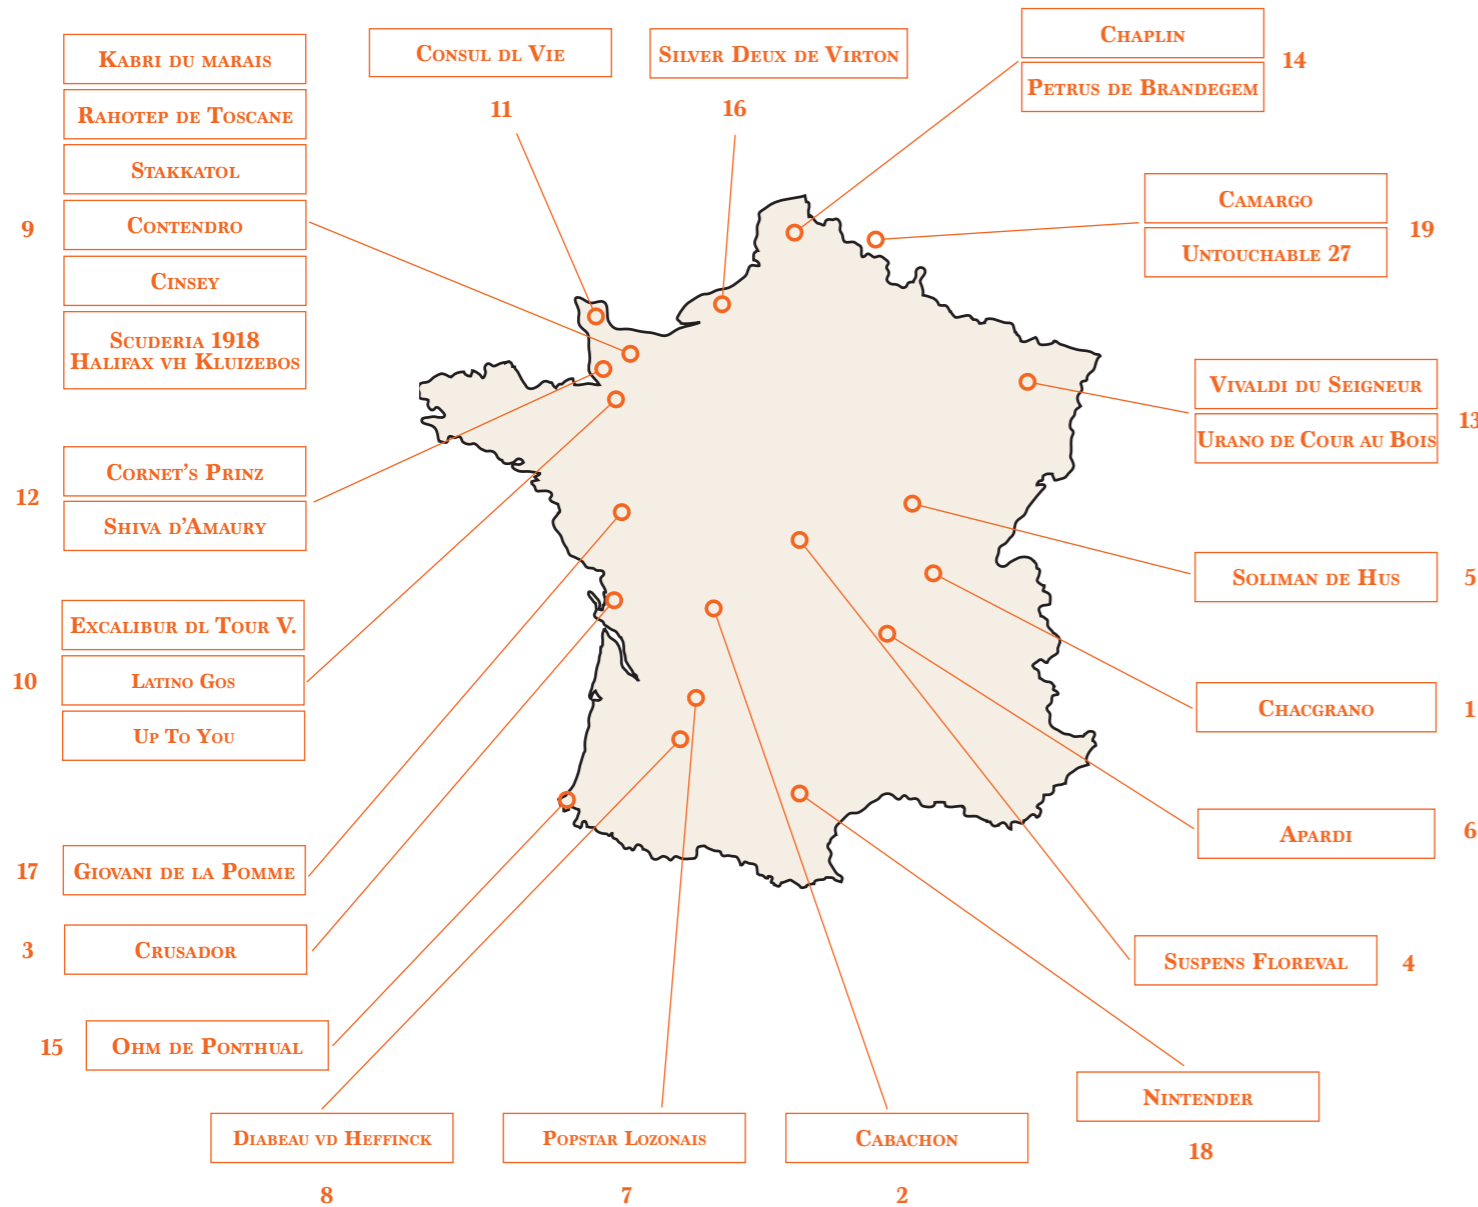 Kabri du marais
Rahotep de Toscane
Stakkatol
9
Contendro
Cinsey
Scuderia 1918
Halifax vh Kluizebos
Consul dl Vie
11
Silver Deux de Virton
16
Chaplin
14
Petrus de Brandegem
Camargo
19
Untouchable 27
Vivaldi du Seigneur
13
Urano de Cour au Bois
12
Cornet's Prinz
Shiva d'Amaury
Soliman de Hus
5
Excalibur dl Tour V.
10
Latino Gos
Up To You
Chacgrano
1
Apardi
6
17
Giovani de la Pomme
3
Crusador
Suspens Floreval
4
15
Ohm de Ponthual
Nintender
18
Diabeau vd Heffinck
8
Popstar Lozonais
7
Cabachon
2